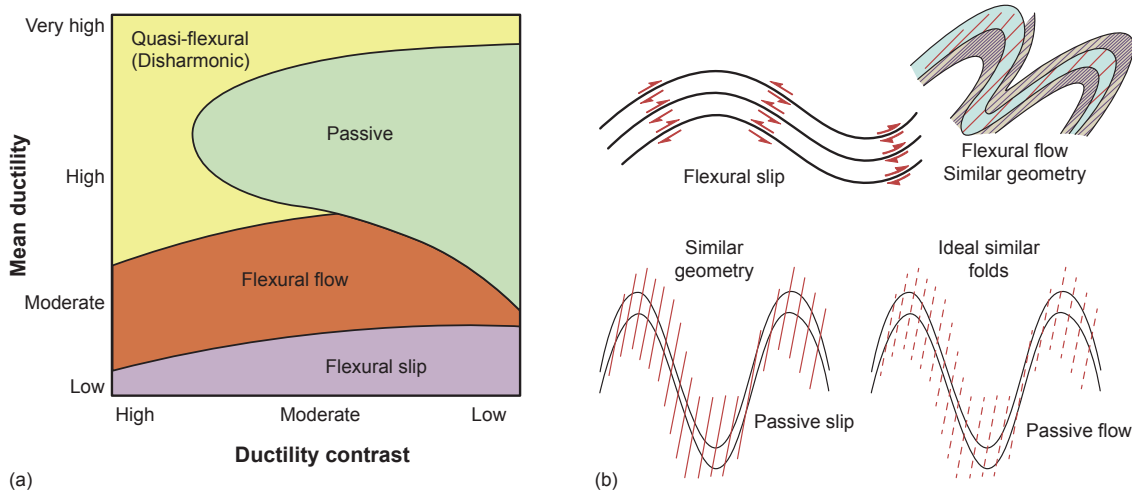 Very high
High
Moderate
Low
Mean ductility
Quasi-flexural
(Disharmonic)
Passive
Flexural flow
Flexural slip
High
Moderate
Low
Ductility contrast
(a)
Flexural slip
Flexural flow
Similar geometry
Similar
geometry
Passive slip
Ideal similar
folds
Passive flow
(b)